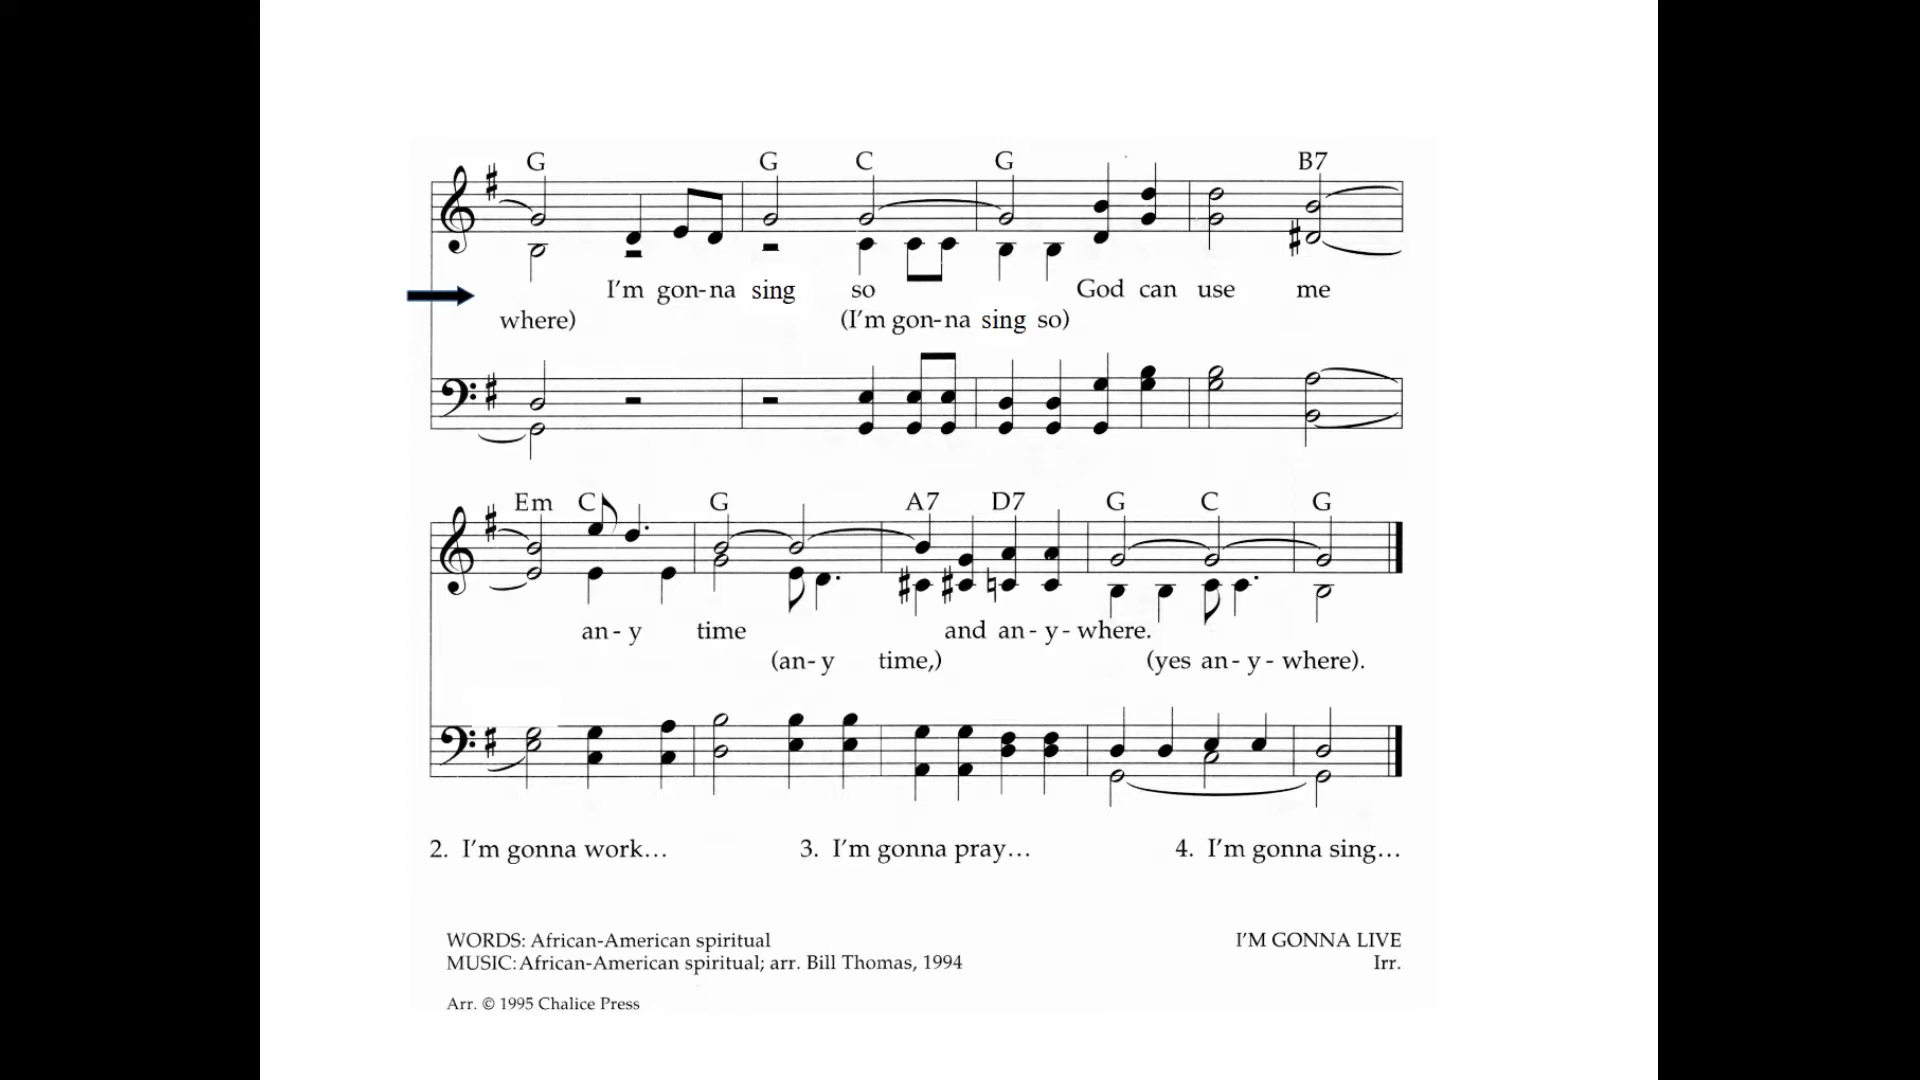 G G C G B7
I'm gon-na sing so God can use me
where) (I'm gon-na sing so)
Em C G A7 D7 G C G
an- y time and an - y - where.
(an- y time,) (yes an - y - where).
2. I'm gonna work… 3. I'm gonna pray… 4. I'm gonna sing…
WORDS: African-American spiritual I'M GONNA LIVE
MUSIC: African-American spiritual; arr. Bill Thomas, 1994 Irr.
Arr. © 1995 Chalice Press